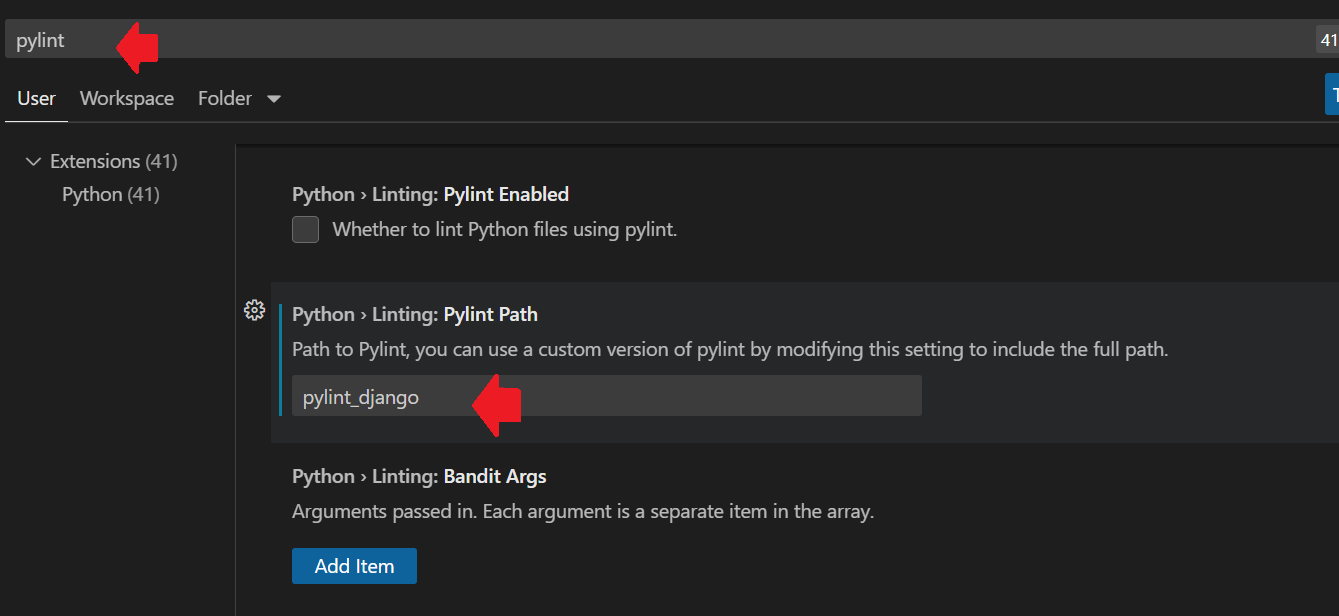 pylint
41
User Workspace Folder
Extensions (41)
Python (41)
Python › Linting: Pylint Enabled
Whether to lint Python files using pylint.
Python › Linting: Pylint Path
Path to Pylint, you can use a custom version of pylint by modifying this setting to include the full path.
pylint_django
Python › Linting: Bandit Args
Arguments passed in. Each argument is a separate item in the array.
Add Item